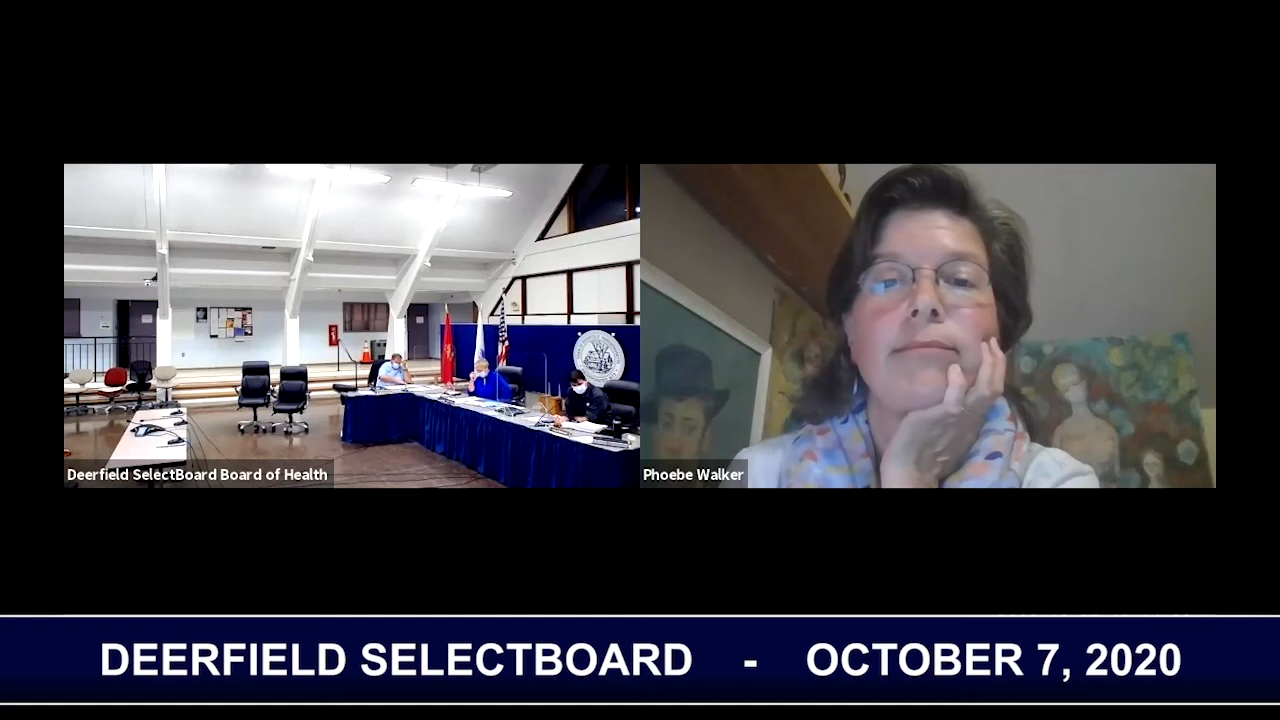 Deerfield SelectBoard Board of Health
Phoebe Walker
DEERFIELD SELECTBOARD - OCTOBER 7, 2020